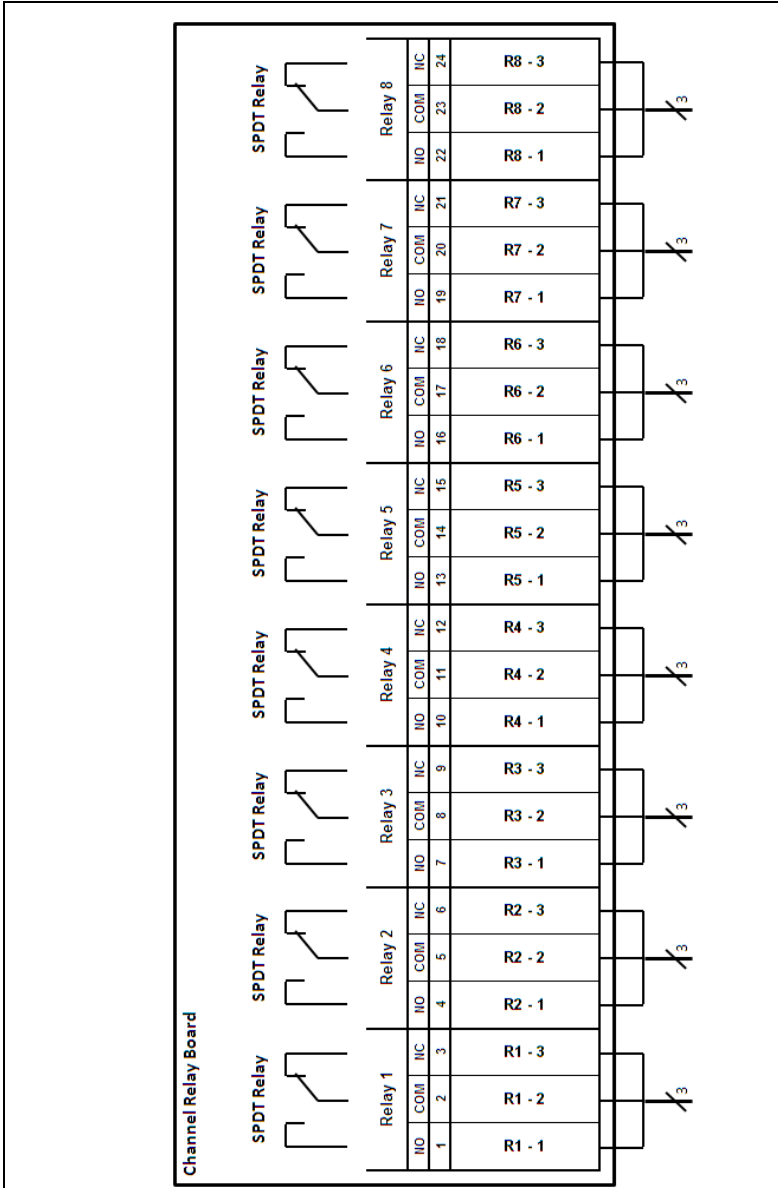 Channel Relay Board
SPDT Relay
Relay 8
NC 24 R8 - 3
COM 23 R8 - 2
NO 22 R8 - 1
3
SPDT Relay
Relay 7
NC 21 R7 - 3
COM 20 R7 - 2
NO 19 R7 - 1
3
SPDT Relay
Relay 6
NC 18 R6 - 3
COM 17 R6 - 2
NO 16 R6 - 1
3
SPDT Relay
Relay 5
NC 15 R5 - 3
COM 14 R5 - 2
NO 13 R5 - 1
3
SPDT Relay
Relay 4
NC 12 R4 - 3
COM 11 R4 - 2
NO 10 R4 - 1
3
SPDT Relay
Relay 3
NC 9 R3 - 3
COM 8 R3 - 2
NO 7 R3 - 1
3
SPDT Relay
Relay 2
NC 6 R2 - 3
COM 5 R2 - 2
NO 4 R2 - 1
3
SPDT Relay
Relay 1
NC 3 R1 - 3
COM 2 R1 - 2
NO 1 R1 - 1
3